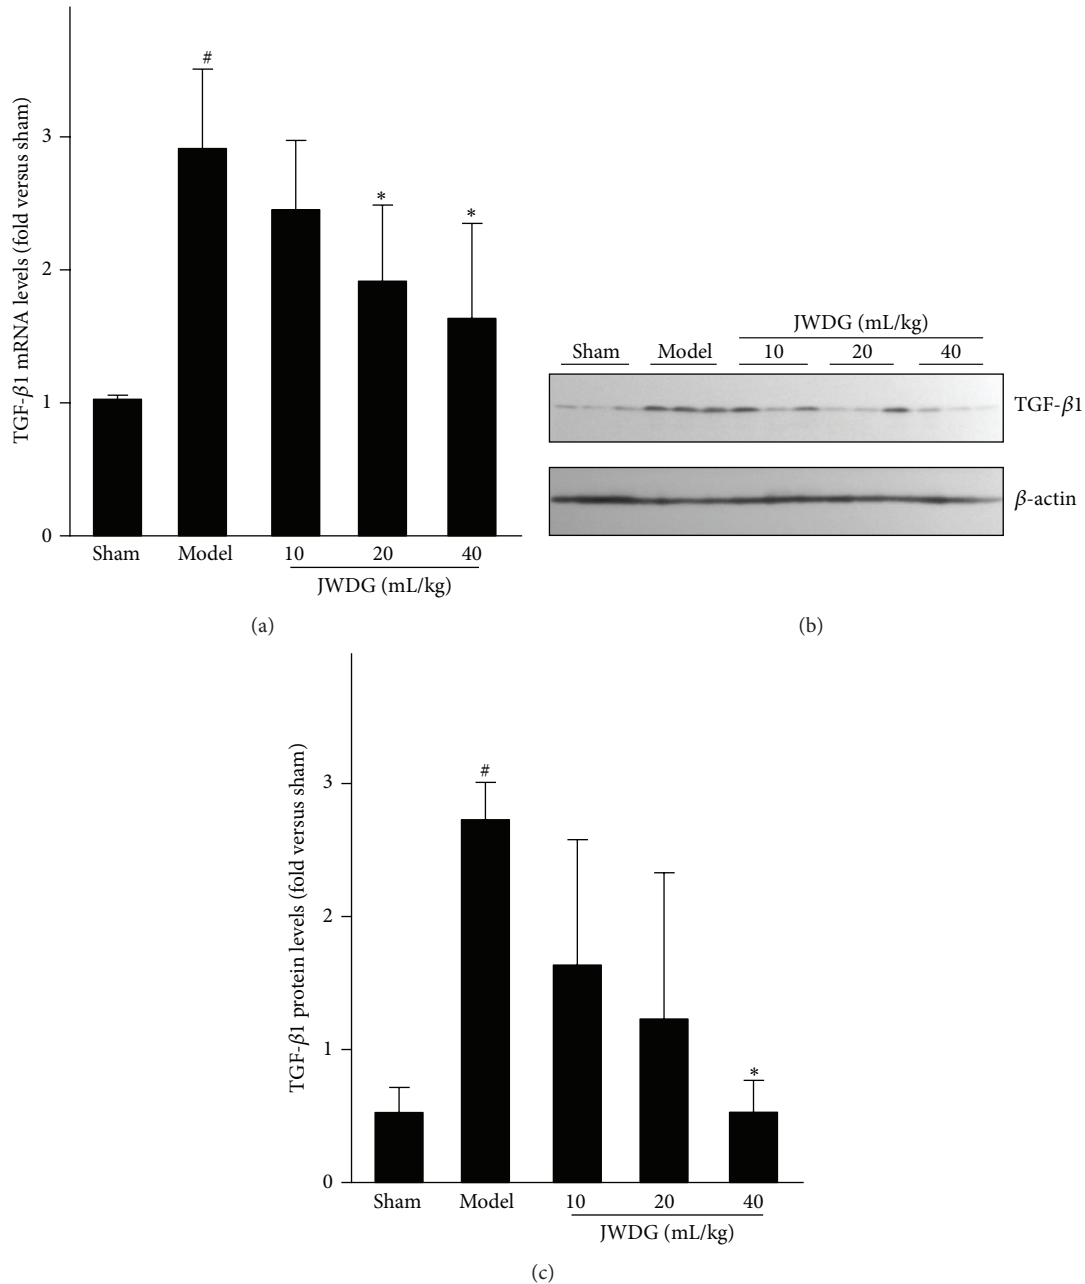 TGF-β1 mRNA levels (fold versus sham)
3
2
1
0
#
*
*
Sham Model 10 20 40
JWDG (mL/kg)
(a)
JWDG (mL/kg)
Sham Model 10 20 40
TGF-β1
β-actin
(b)
TGF-β1 protein levels (fold versus sham)
3
2
1
0
#
*
Sham Model 10 20 40
JWDG (mL/kg)
(c)